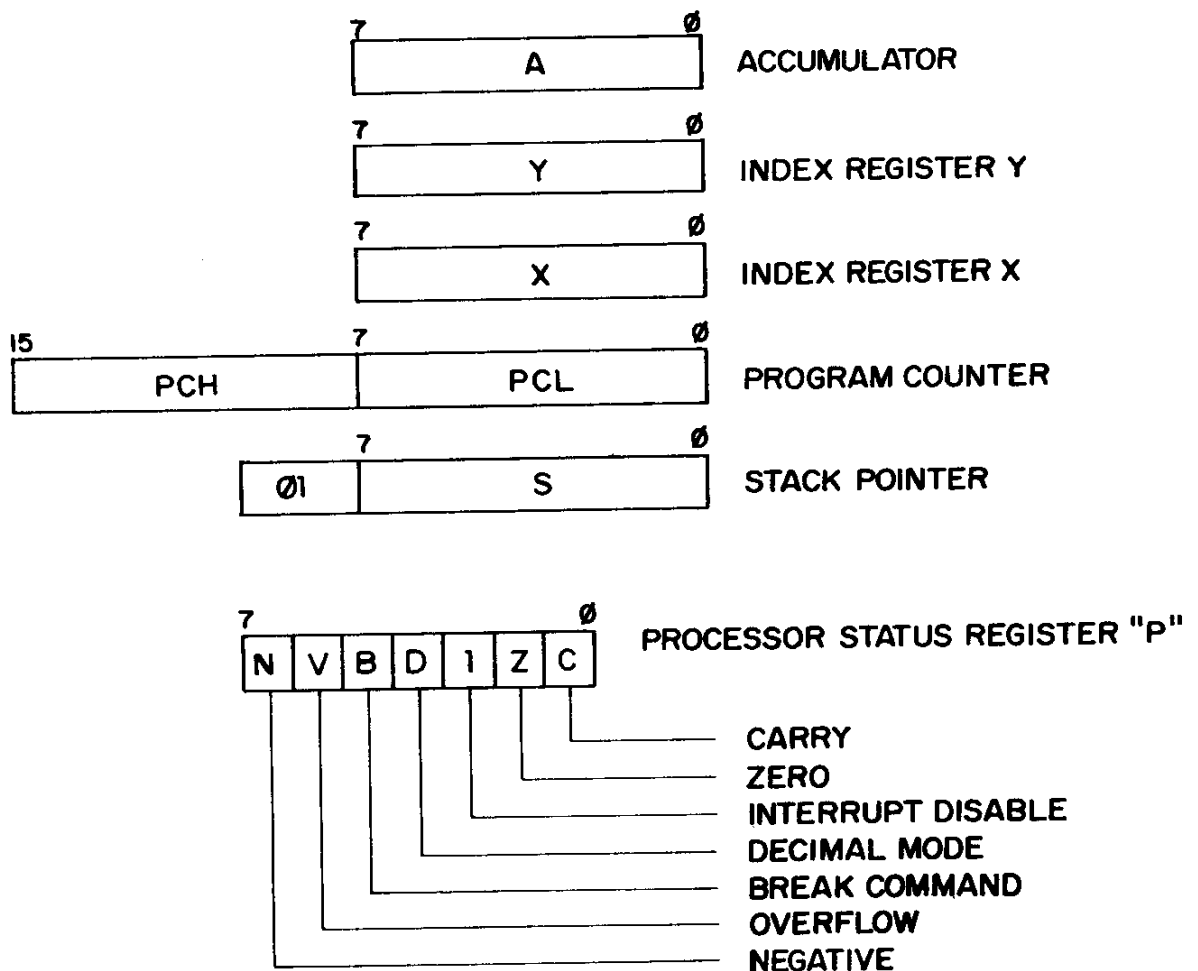 7 Ø
A ACCUMULATOR
7 Ø
Y INDEX REGISTER Y
7 Ø
X INDEX REGISTER X
15 7 Ø
PCH PCL PROGRAM COUNTER
7 Ø
Ø1 S STACK POINTER
7 Ø
N V B D I Z C PROCESSOR STATUS REGISTER "P"
CARRY
ZERO
INTERRUPT DISABLE
DECIMAL MODE
BREAK COMMAND
OVERFLOW
NEGATIVE